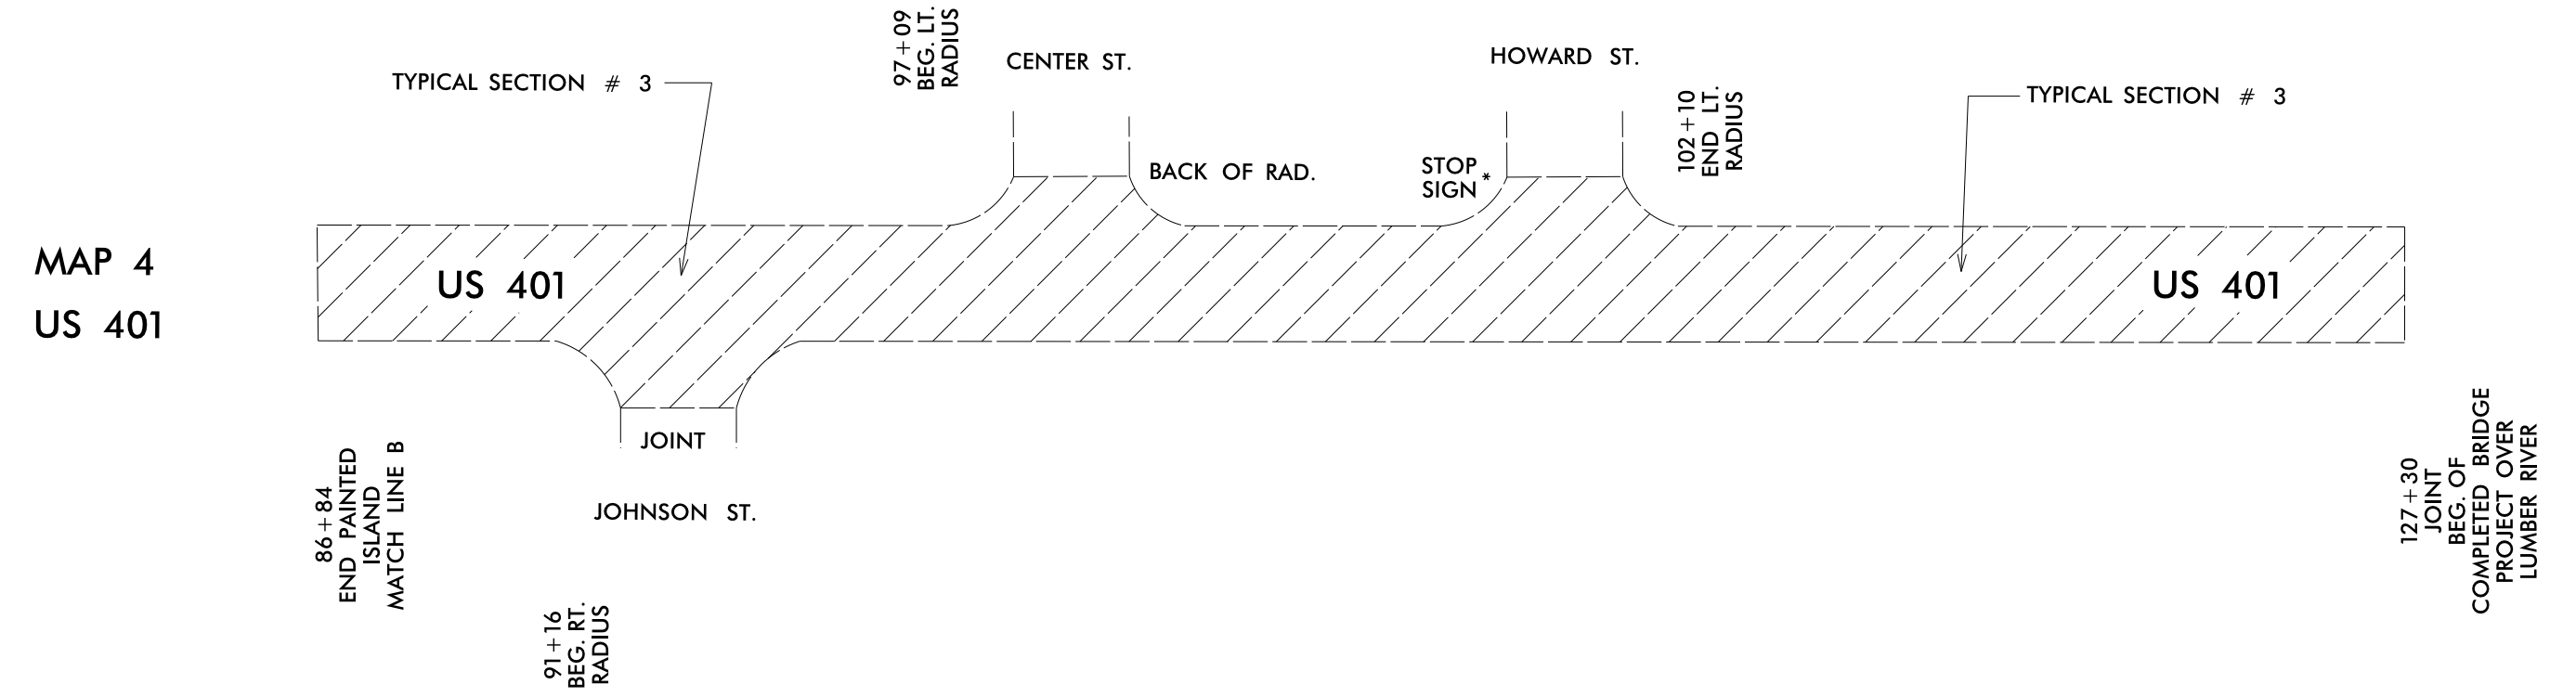 97+09
BEG. LT.
RADIUS
CENTER ST.
HOWARD ST.
TYPICAL SECTION # 3
102+10
END LT.
RADIUS
TYPICAL SECTION # 3
BACK OF RAD.
STOP
SIGN *
MAP 4
US 401
US 401
US 401
JOINT
JOHNSON ST.
86+84
END PAINTED
ISLAND
MATCH LINE B
91+16
BEG. RT.
RADIUS
127+30
JOINT
BEG. OF
COMPLETED BRIDGE
PROJECT OVER
LUMBER RIVER